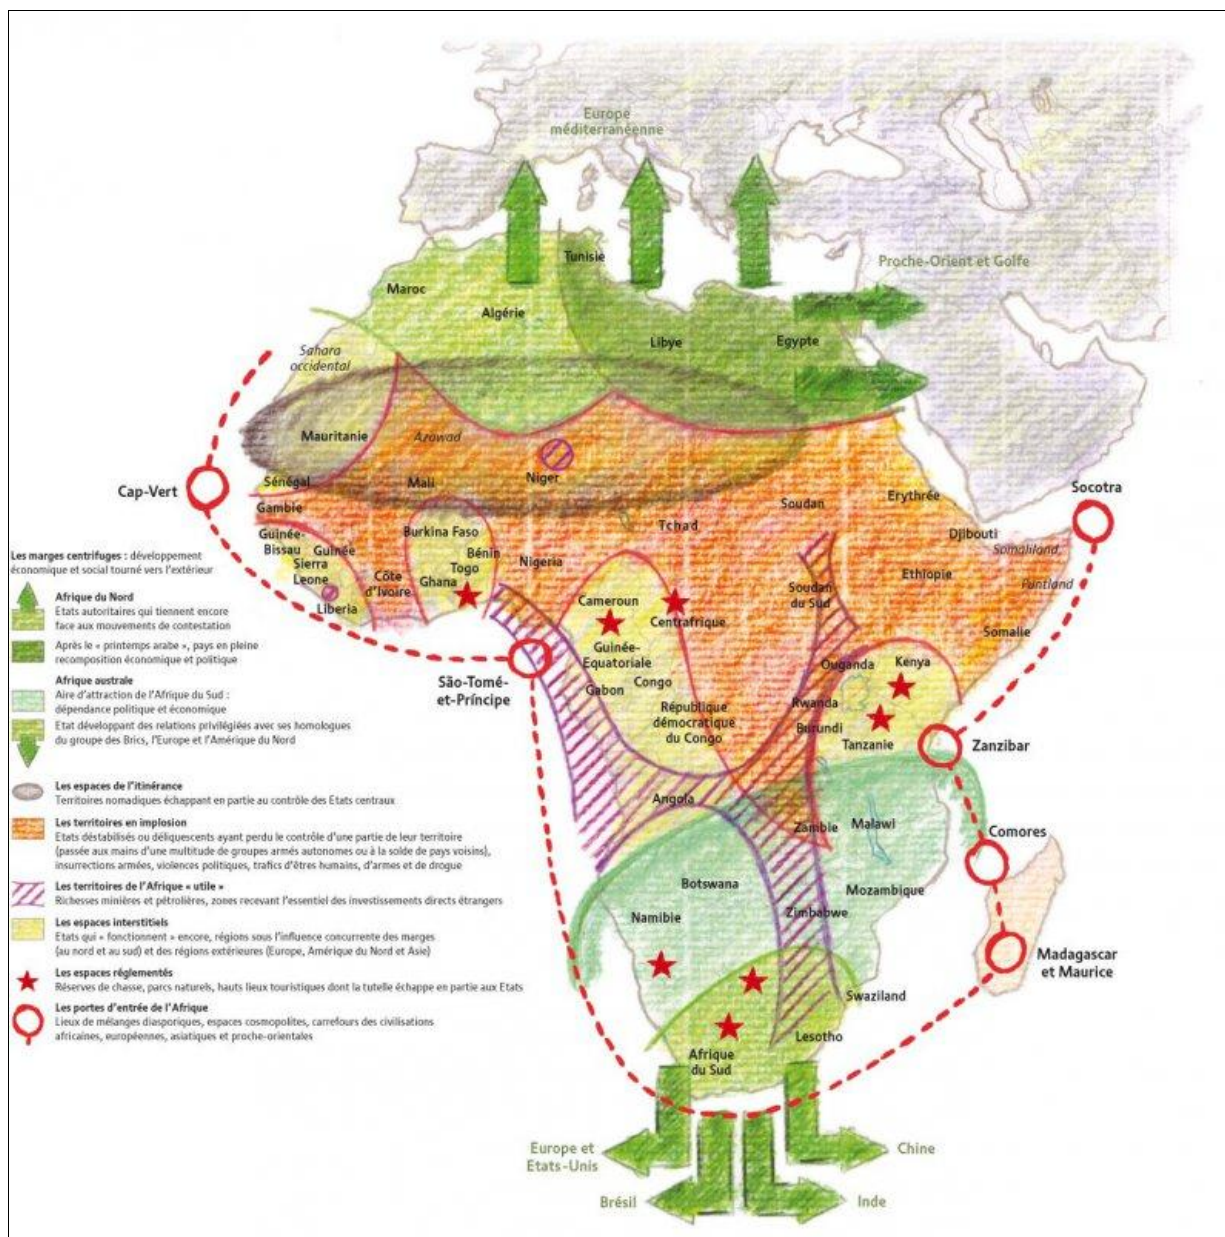 Europe
méditerranéenne
Proche-Orient et Golfe
Tunisie
Maroc
Algérie
Libye
Egypte
Sahara
occidental
Mauritanie
Azawad
Cap-Vert
Sénégal
Mali
Niger
Socotra
Gambie
Soudan
Erythrée
Tchad
Guinée-
Bissau
Guinée
Sierra
Leone
Burkina Faso
Bénin
Togo
Ghana
Nigeria
Djibouti
Somaliland
Côte
d'Ivoire
Liberia
Ethiopie
Puntland
Soudan
du Sud
Cameroun
Centrafrique
Somalie
Guinée-
Equatoriale
Gabon
Congo
Ouganda
Kenya
São-Tomé-
et-Príncipe
République
démocratique
du Congo
Rwanda
Burundi
Tanzanie
Zanzibar
Angola
Zambie
Malawi
Comores
Botswana
Mozambique
Namibie
Zimbabwe
Madagascar
et Maurice
Swaziland
Lesotho
Afrique
du Sud
Europe et
Etats-Unis
Chine
Brésil
Inde
Les marges centrifuges : développement
économique et social tourné vers l'extérieur
Afrique du Nord
Etats autoritaires qui tiennent encore
face aux mouvements de contestation
Après le « printemps arabe », pays en pleine
recomposition économique et politique
Afrique australe
Aire d'attraction de l'Afrique du Sud :
dépendance politique et économique
Etat développant des relations privilégiées avec ses homologues
du groupe des Brics, l'Europe et l'Amérique du Nord
Les espaces de l'itinérance
Territoires nomadiques échappant en partie au contrôle des Etats centraux
Les territoires en implosion
Etats déstabilisés ou déliquescents ayant perdu le contrôle d'une partie de leur territoire
(passée aux mains d'une multitude de groupes armés autonomes ou à la solde de pays voisins),
insurrections armées, violences politiques, trafics d'êtres humains, d'armes et de drogue
Les territoires de l'Afrique « utile »
Richesses minières et pétrolières, zones recevant l'essentiel des investissements directs étrangers
Les espaces interstitiels
Etats qui « fonctionnent » encore, régions sous l'influence concurrente des marges
(au nord et au sud) et des régions extérieures (Europe, Amérique du Nord et Asie)
Les espaces réglementés
Réserves de chasse, parcs naturels, hauts lieux touristiques dont la tutelle échappe en partie aux Etats
Les portes d'entrée de l'Afrique
Lieux de mélanges diasporiques, espaces cosmopolites, carrefours des civilisations
africaines, européennes, asiatiques et proche-orientales